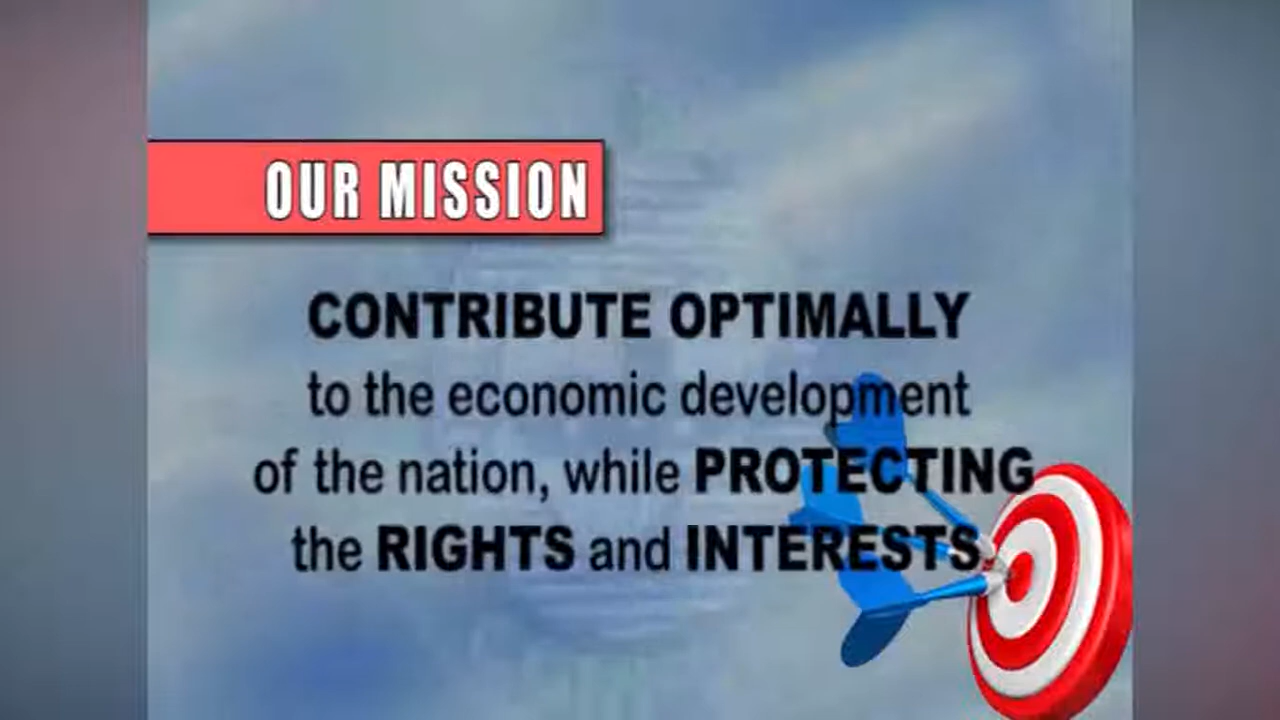 OUR MISSION
CONTRIBUTE OPTIMALLY
to the economic development
of the nation, while PROTECTING
the RIGHTS and INTERESTS